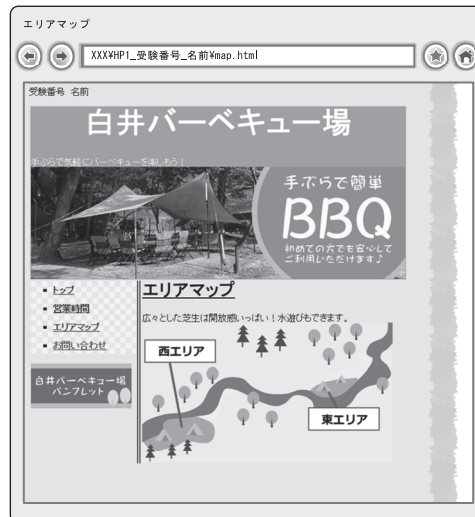 エリアマップ
XXX¥HP1_受験番号_名前¥map.html
受験番号 名前
白井バーベキュー場
手ぶらで気軽にバーベキューを楽しもう！
手ぶらで簡単
BBQ
初めての方でも安心して
ご利用いただけます♪
トップ
営業時間
エリアマップ
お問い合わせ
白井バーベキュー場
パンフレット
エリアマップ
広々とした芝生は開放感いっぱい！水遊びもできます。
西エリア
東エリア